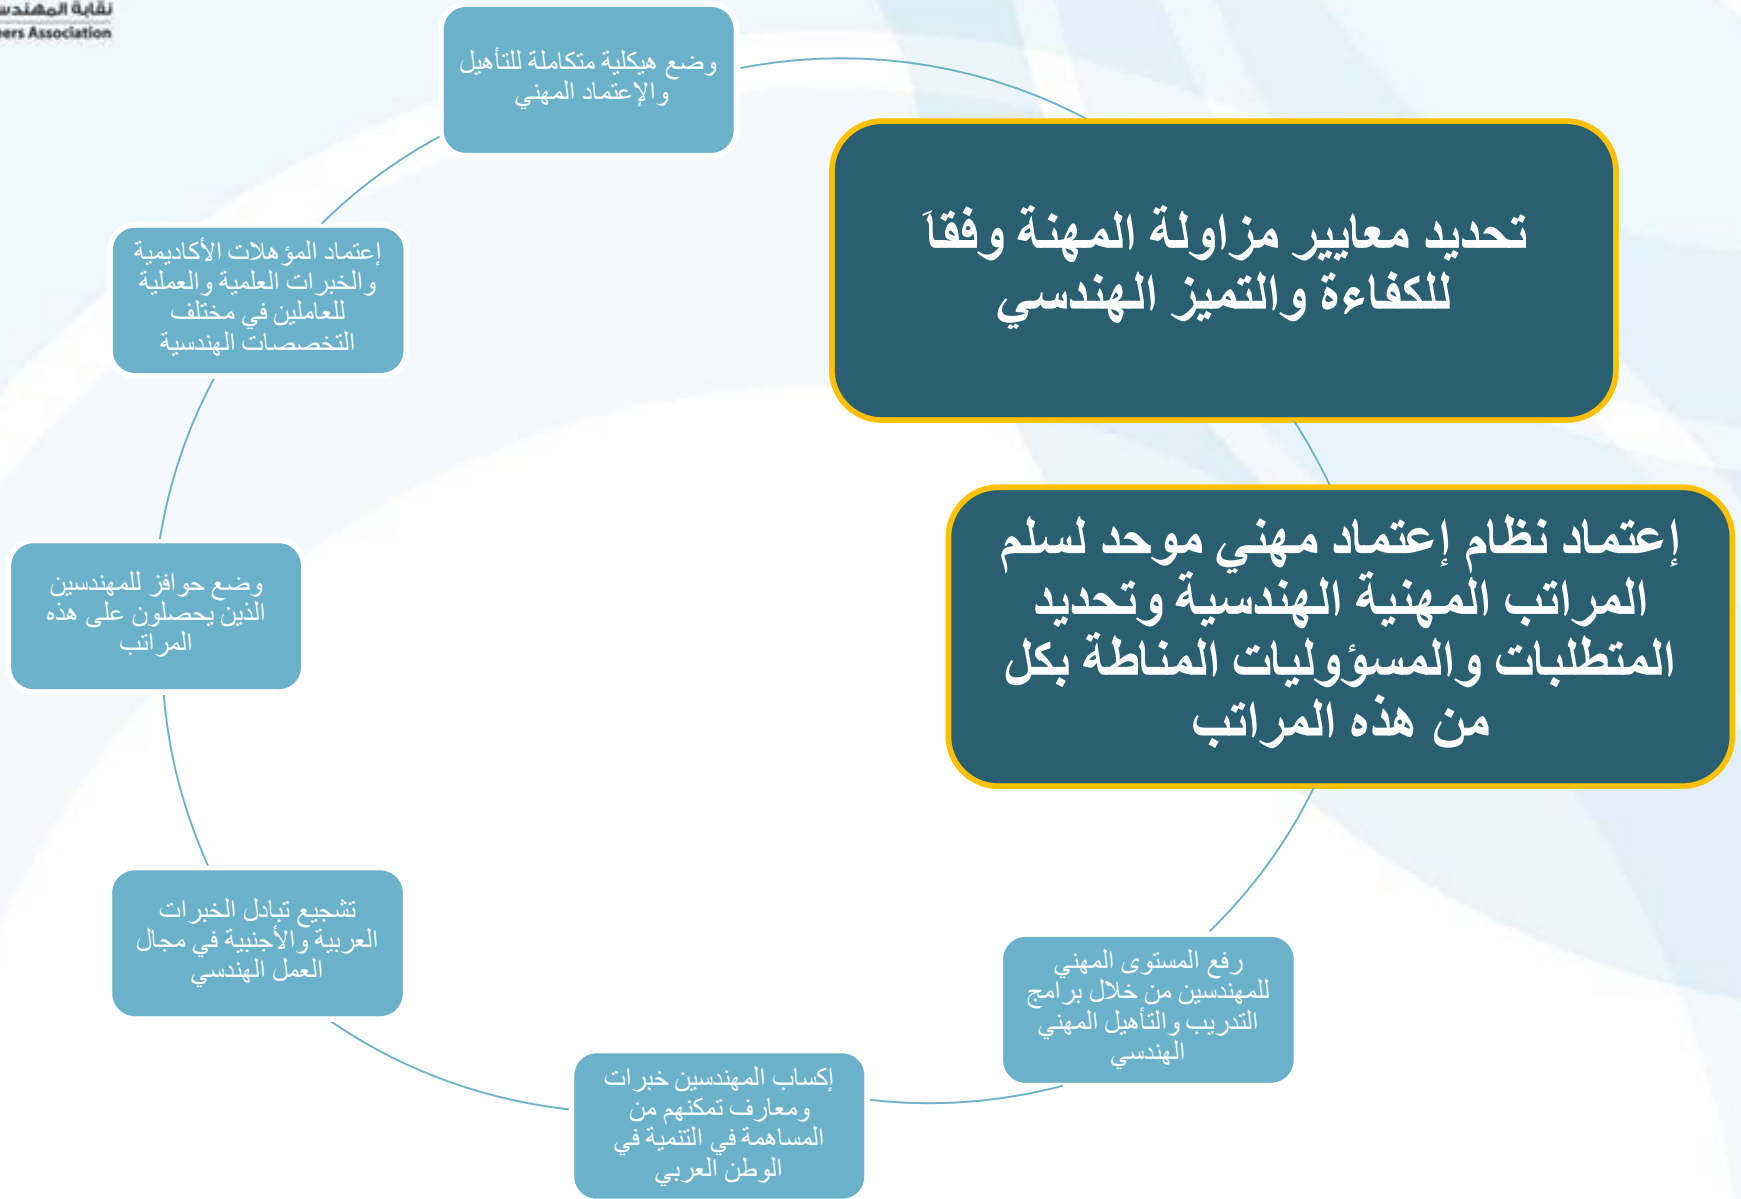 نقابة
Association
وضع هيكلية متكاملة للتأهيل
والإعتماد المهني
تحديد معايير مزاولة المهنة وفقاَ
للكفاءة والتميز الهندسي
إعتماد نظام إعتماد مهني موحد لسلم
المراتب المهنية الهندسية وتحديد
المتطلبات والمسؤوليات المناطة بكل
من هذه المراتب
رفع المستوى المهني
للمهندسين من خلال برامج
التدريب والتأهيل المهني
الهندسي
إكساب المهندسين خبرات
ومعارف تمكنهم من
المساهمة في التنمية في
الوطن العربي
تشجيع تبادل الخبرات
العربية والأجنبية في مجال
العمل الهندسي
وضع حوافز للمهندسين
الذين يحصلون على هذه
المراتب
إعتماد المؤهلات الأكاديمية
والخبرات العلمية والعملية
للعاملين في مختلف
التخصصات الهندسية